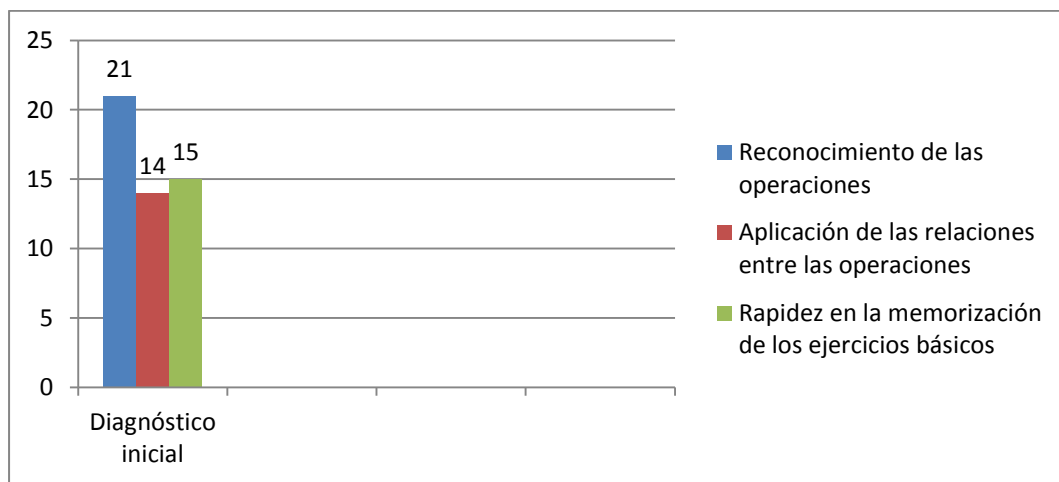 25
20
15
10
5
0
21
14
15
Diagnóstico
inicial
Reconocimiento de las
operaciones
Aplicación de las relaciones
entre las operaciones
Rapidez en la memorización
de los ejercicios básicos